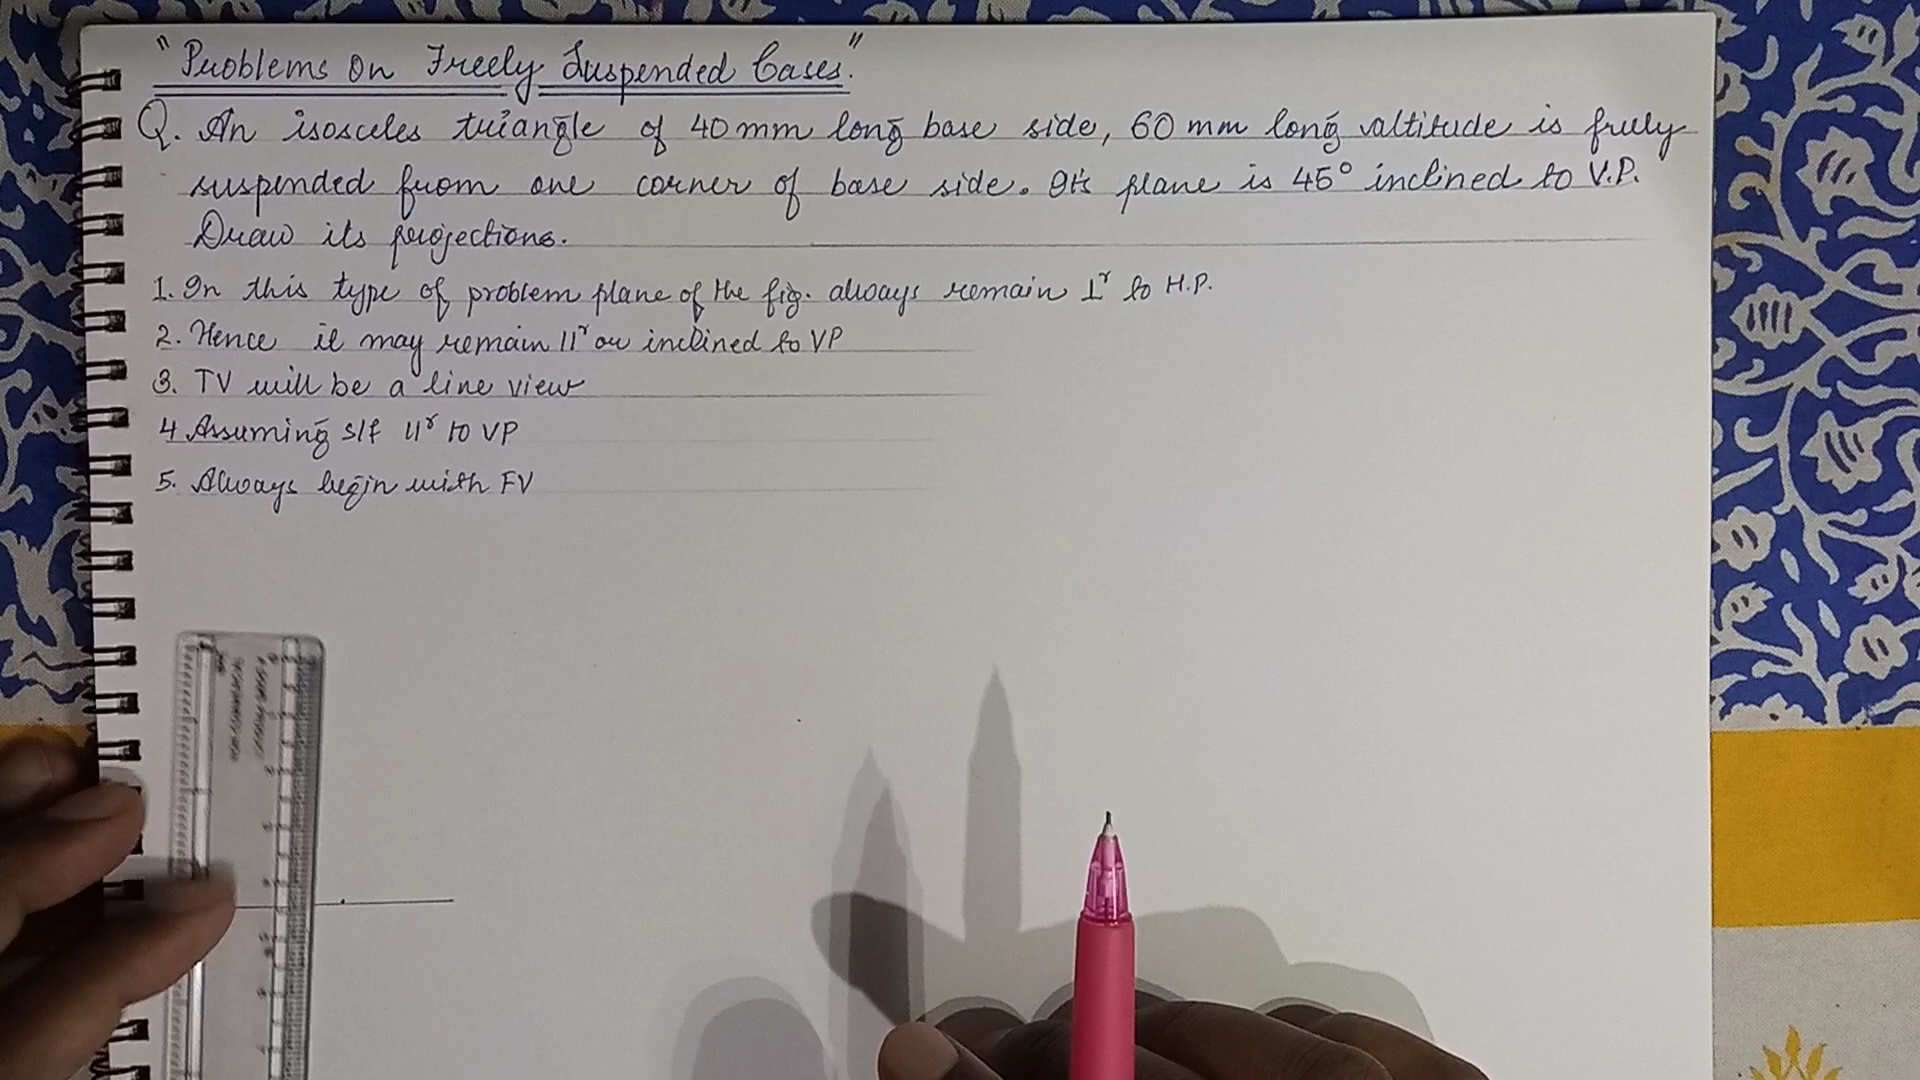 "Problems On Freely Suspended Cases."
Q. An isosceles triangle of 40 mm long base side, 60 mm long altitude is freely
suspended from one corner of base side. It's plane is 45° inclined to V.P.
Draw its projections.
1. In this type of problem plane of the fig. always remain ⊥r to H.P.
2. Hence it may remain 11r or inclined to VP
3. TV will be a line view
4 Assuming slf 11r to VP
5. Always begin with FV